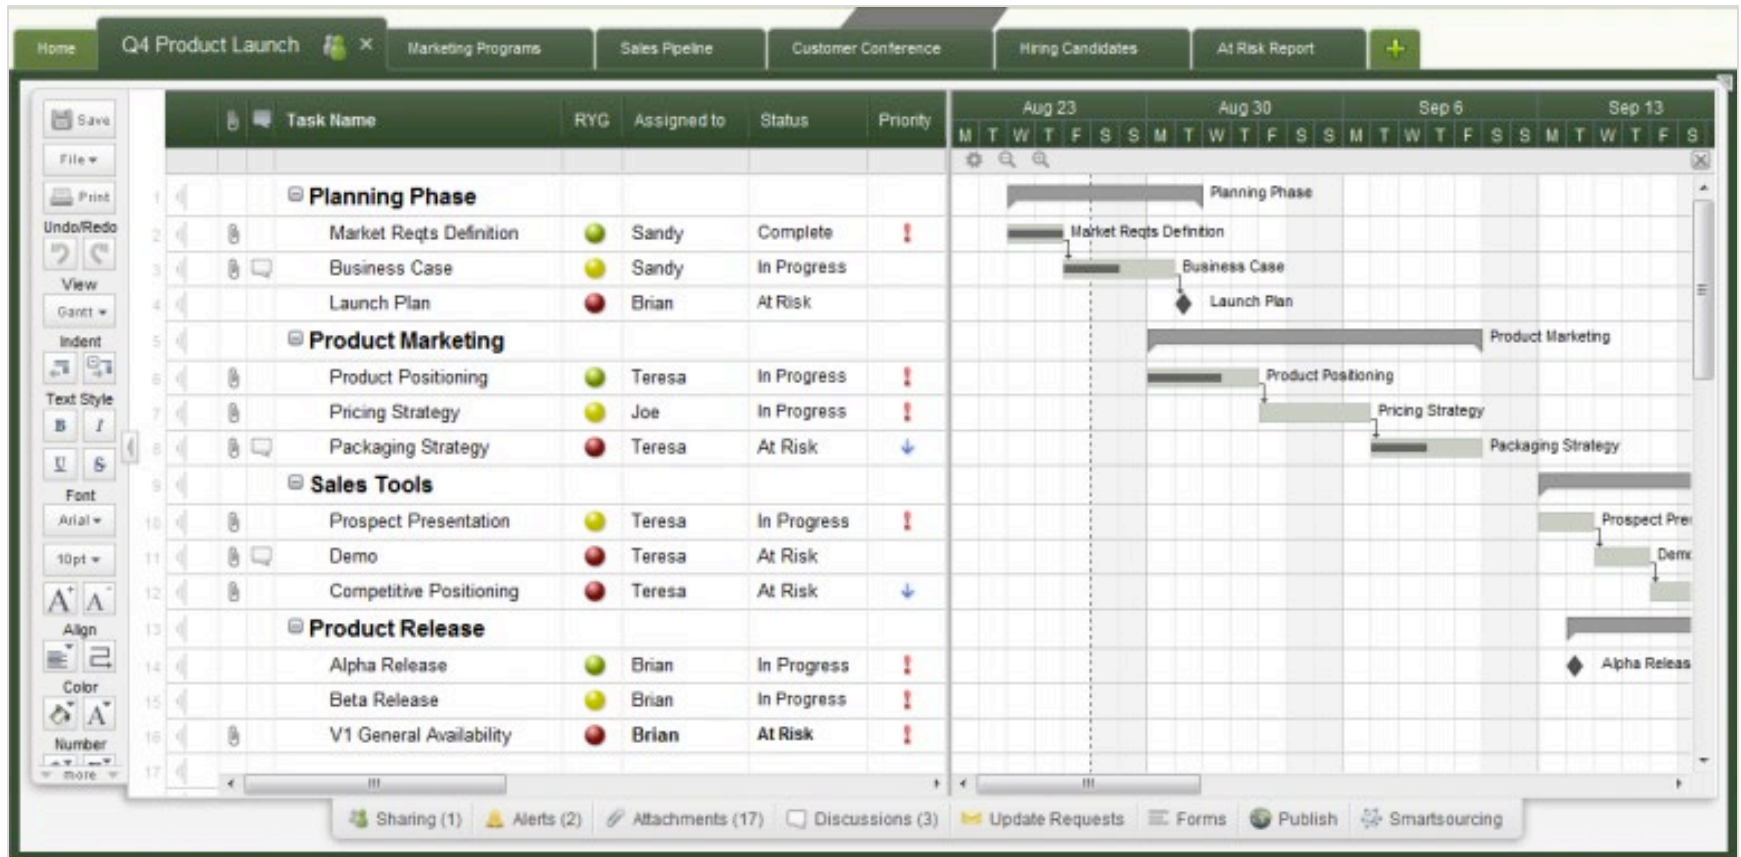 Home Q4 Product Launch × Marketing Programs Sales Pipeline Customer Conference Hiring Candidates At Risk Report +
Save
File
Print
Undo/Redo
View
Gantt
Indent
Text Style
B I
U S
Font
Arial
10pt
A+ A-
Align
Color
A
Number
more
Task Name RYG Assigned to Status Priority
Aug 23 Aug 30 Sep 6 Sep 13
M T W T F S S M T W T F S S M T W T F S S M T W T F S
1 Planning Phase Planning Phase
2 Market Reqts Definition Sandy Complete ! Market Reqts Definition
3 Business Case Sandy In Progress Business Case
4 Launch Plan Brian At Risk Launch Plan
5 Product Marketing Product Marketing
6 Product Positioning Teresa In Progress ! Product Positioning
7 Pricing Strategy Joe In Progress ! Pricing Strategy
8 Packaging Strategy Teresa At Risk Packaging Strategy
9 Sales Tools
10 Prospect Presentation Teresa In Progress ! Prospect Pre
11 Demo Teresa At Risk Dem
12 Competitive Positioning Teresa At Risk
13 Product Release
14 Alpha Release Brian In Progress ! Alpha Releas
15 Beta Release Brian In Progress !
16 V1 General Availability Brian At Risk !
17
Sharing (1) Alerts (2) Attachments (17) Discussions (3) Update Requests Forms Publish Smartsourcing